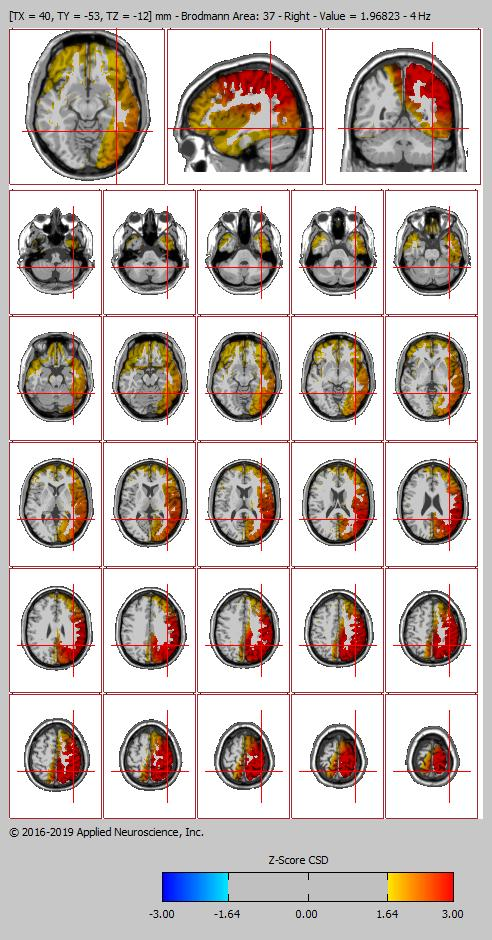 [TX = 40, TY = -53, TZ = -12] mm - Brodmann Area: 37 - Right - Value = 1.96823 - 4 Hz
© 2016-2019 Applied Neuroscience, Inc.
Z-Score CSD
-3.00 -1.64 0.00 1.64 3.00